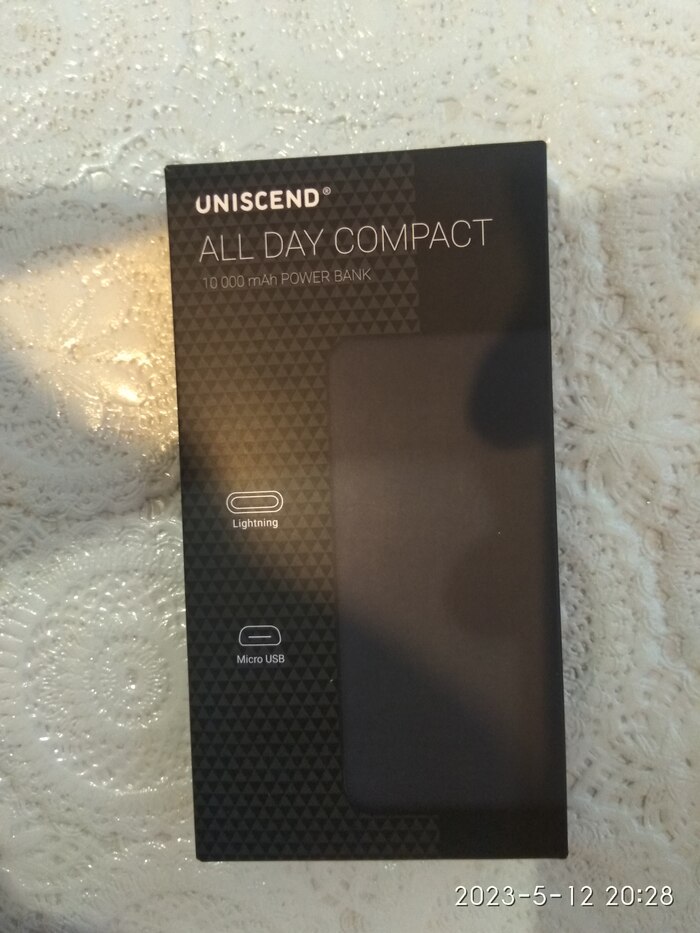 UNISCEND®
ALL DAY COMPACT
10 000 mAh POWER BANK
Lightning
Micro USB
2023-5-12 20:28